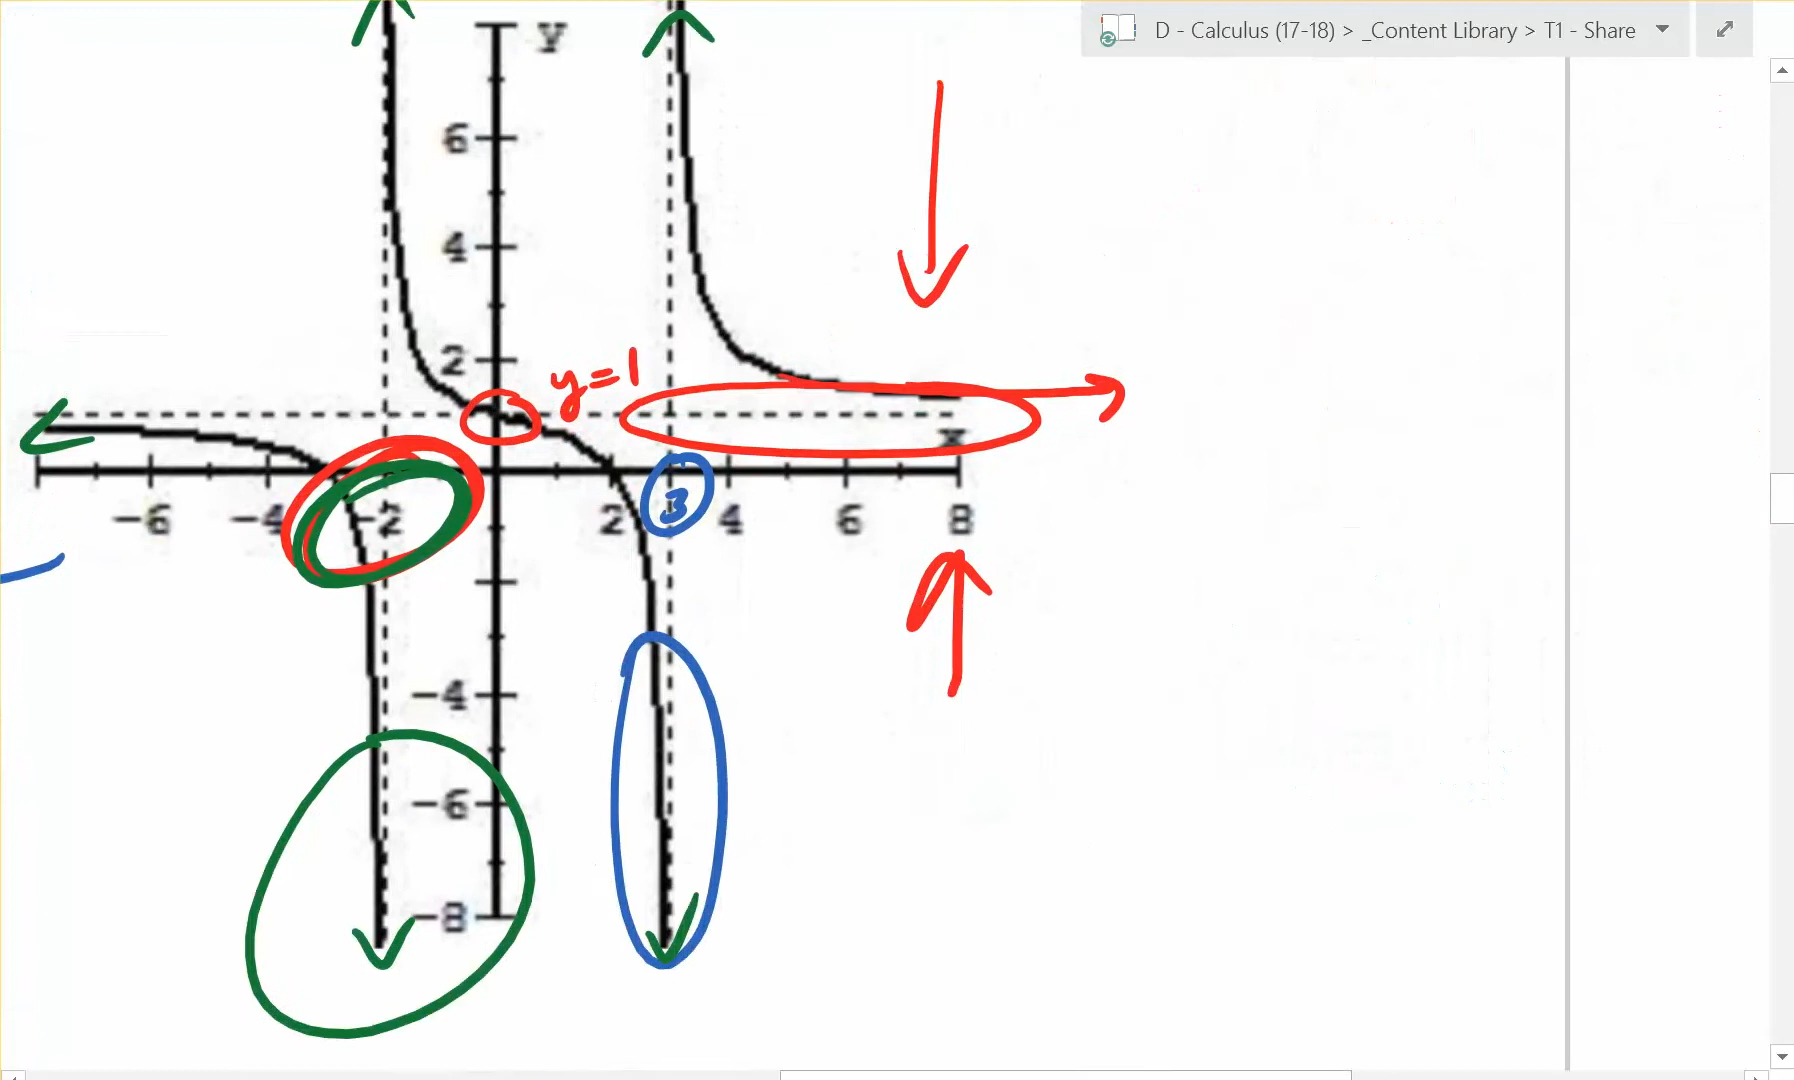 D - Calculus (17-18) > _Content Library > T1 - Share
y
6
4
2
y=1
x
-6 -4 -2 2 3 4 6 8
-4
-6
-8